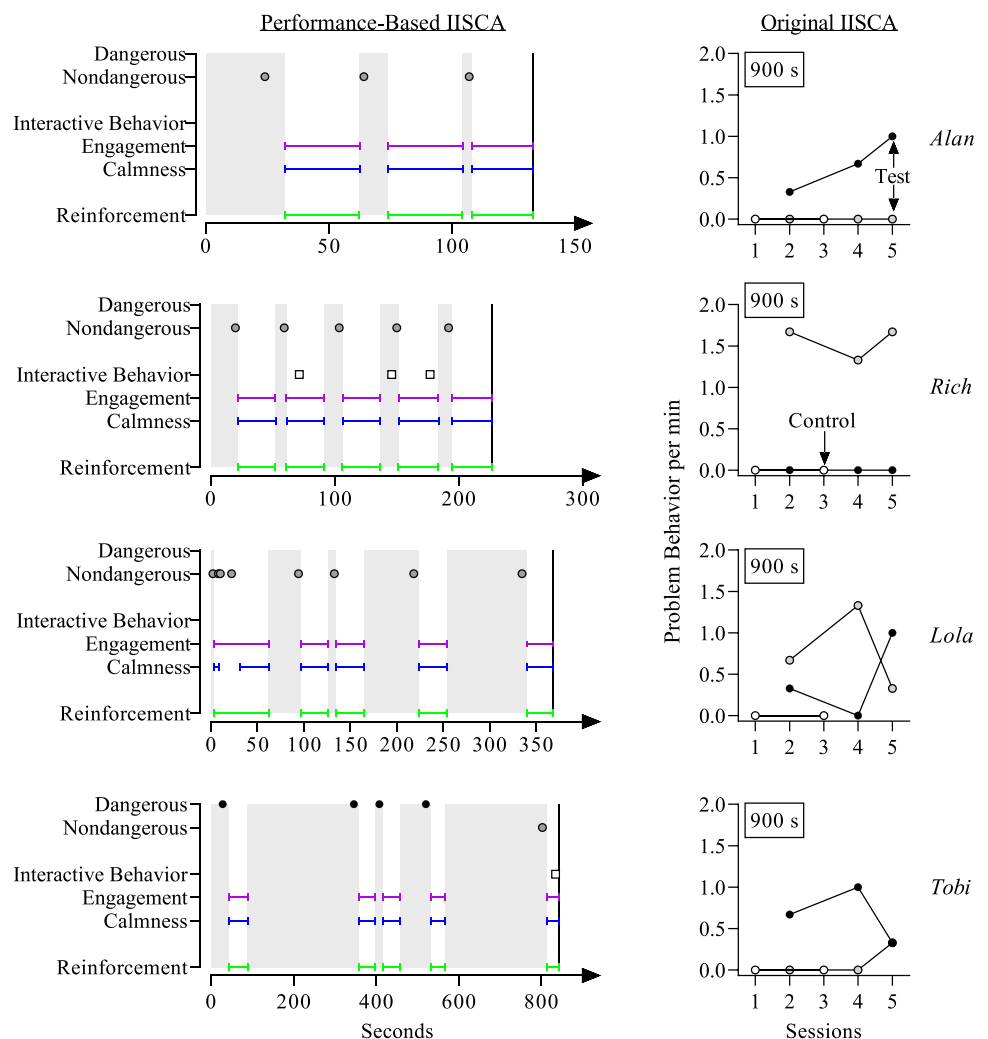 Performance-Based IISCA
Original IISCA
Dangerous
Nondangerous
Interactive Behavior
Engagement
Calmness
Reinforcement
0 50 100 150
2.0
1.5
1.0
0.5
0.0
900 s
Test
1 2 3 4 5
Alan
Dangerous
Nondangerous
Interactive Behavior
Engagement
Calmness
Reinforcement
0 100 200 300
2.0
1.5
1.0
0.5
0.0
900 s
Control
1 2 3 4 5
Rich
Problem Behavior per min
Dangerous
Nondangerous
Interactive Behavior
Engagement
Calmness
Reinforcement
0 50 100 150 200 250 300 350
2.0
1.5
1.0
0.5
0.0
900 s
1 2 3 4 5
Lola
Dangerous
Nondangerous
Interactive Behavior
Engagement
Calmness
Reinforcement
0 200 400 600 800
Seconds
2.0
1.5
1.0
0.5
0.0
900 s
1 2 3 4 5
Sessions
Tobi